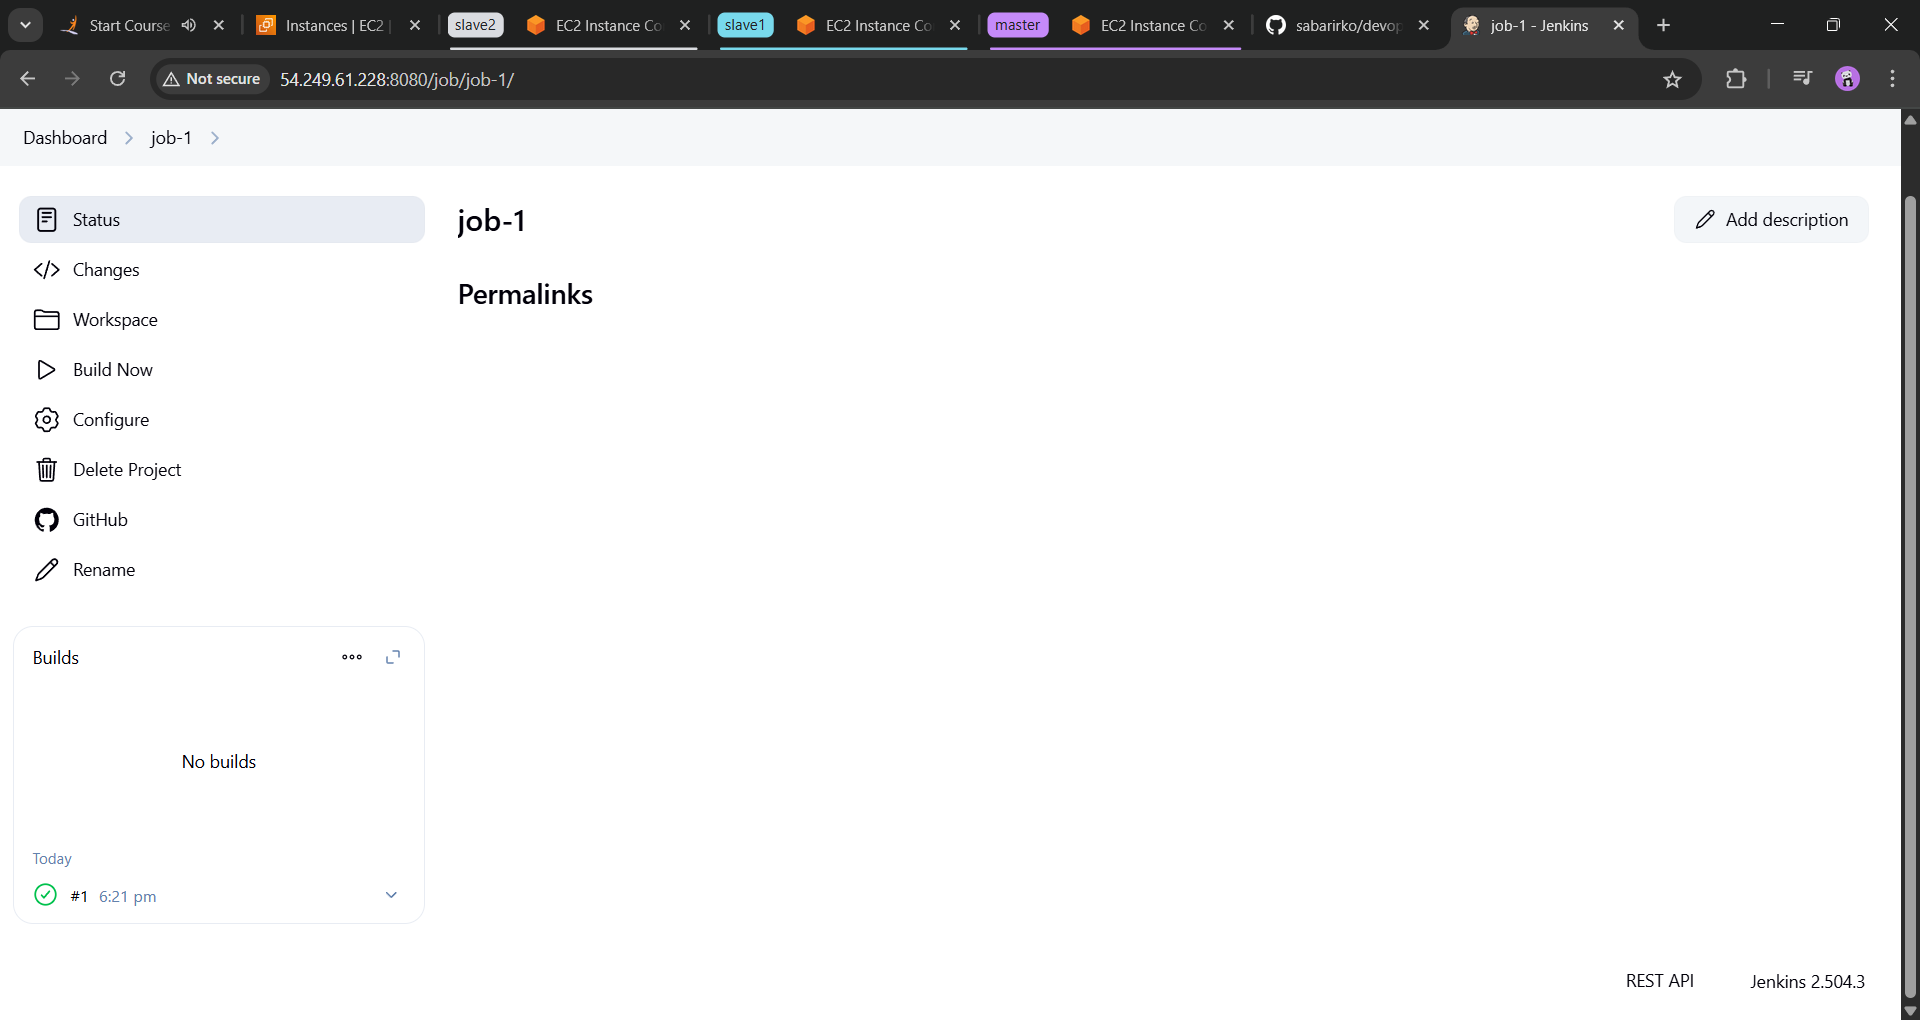 Start Course
Instances | EC2
slave2
EC2 Instance Co
slave1
EC2 Instance Co
master
EC2 Instance Co
sabarirko/devop
job-1 - Jenkins
Not secure
54.249.61.228:8080/job/job-1/
Dashboard
job-1
Status
Changes
Workspace
Build Now
Configure
Delete Project
GitHub
Rename
job-1
Add description
Permalinks
Builds
No builds
Today
#1 6:21 pm
REST API
Jenkins 2.504.3